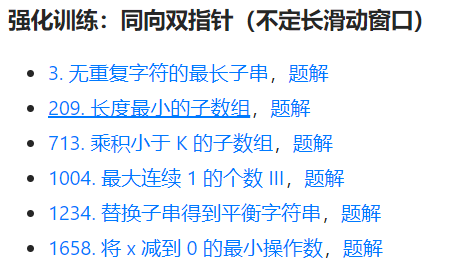 强化训练：同向双指针（不定长滑动窗口）
3. 无重复字符的最长子串，题解
209. 长度最小的子数组，题解
713. 乘积小于 K 的子数组，题解
1004. 最大连续 1 的个数 III，题解
1234. 替换子串得到平衡字符串，题解
1658. 将 x 减到 0 的最小操作数，题解